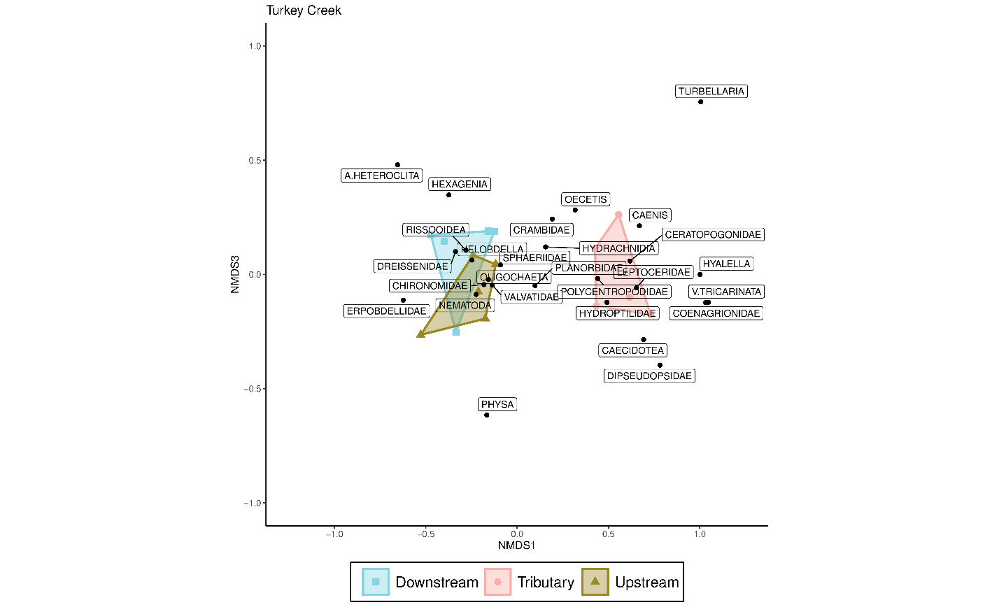 Turkey Creek
1.0
TURBELLARIA
0.5
A.HETEROCLITA
HEXAGENIA
OECETIS
CAENIS
RISSOOIDEA
CRAMBIDAE
CERATOPOGONIDAE
HELOBDELLA
HYDRACHNIDIA
SPHAERIIDAE
DREISSENIDAE
PLANORBIDAE
HYALELLA
NMDS3
0.0
OLIGOCHAETA
LEPTOCERIDAE
CHIRONOMIDAE
VALVATIDAE
POLYCENTROPODIDAE
V.TRICARINATA
ERPOBDELLIDAE
NEMATODA
HYDROPTILIDAE
COENAGRIONIDAE
CAECIDOTEA
DIPSEUDOPSIDAE
−0.5
PHYSA
−1.0
−1.0 −0.5 0.0 0.5 1.0
NMDS1
Downstream Tributary Upstream